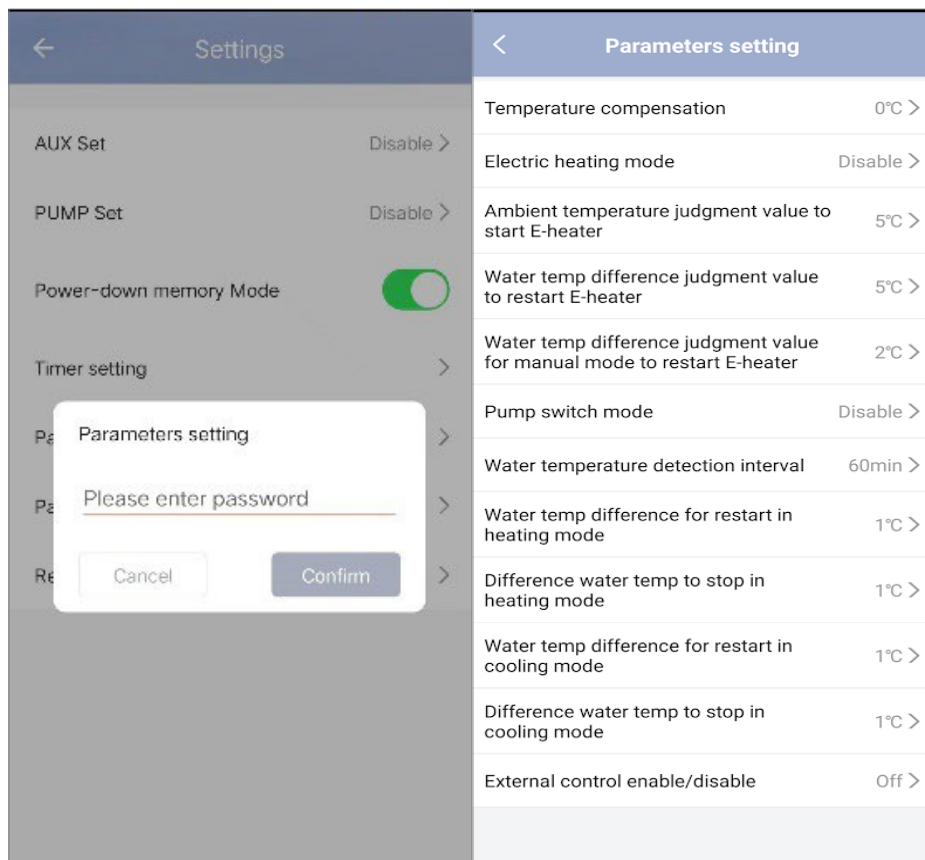 Settings
AUX Set Disable
PUMP Set Disable
Power-down memory Mode
Timer setting
Pa
Parameters setting
Pa
Please enter password
Re
Cancel Confirm
Parameters setting
Temperature compensation 0℃
Electric heating mode Disable
Ambient temperature judgment value to
start E-heater 5℃
Water temp difference judgment value
to restart E-heater 5℃
Water temp difference judgment value
for manual mode to restart E-heater 2℃
Pump switch mode Disable
Water temperature detection interval 60min
Water temp difference for restart in
heating mode 1℃
Difference water temp to stop in
heating mode 1℃
Water temp difference for restart in
cooling mode 1℃
Difference water temp to stop in
cooling mode 1℃
External control enable/disable Off